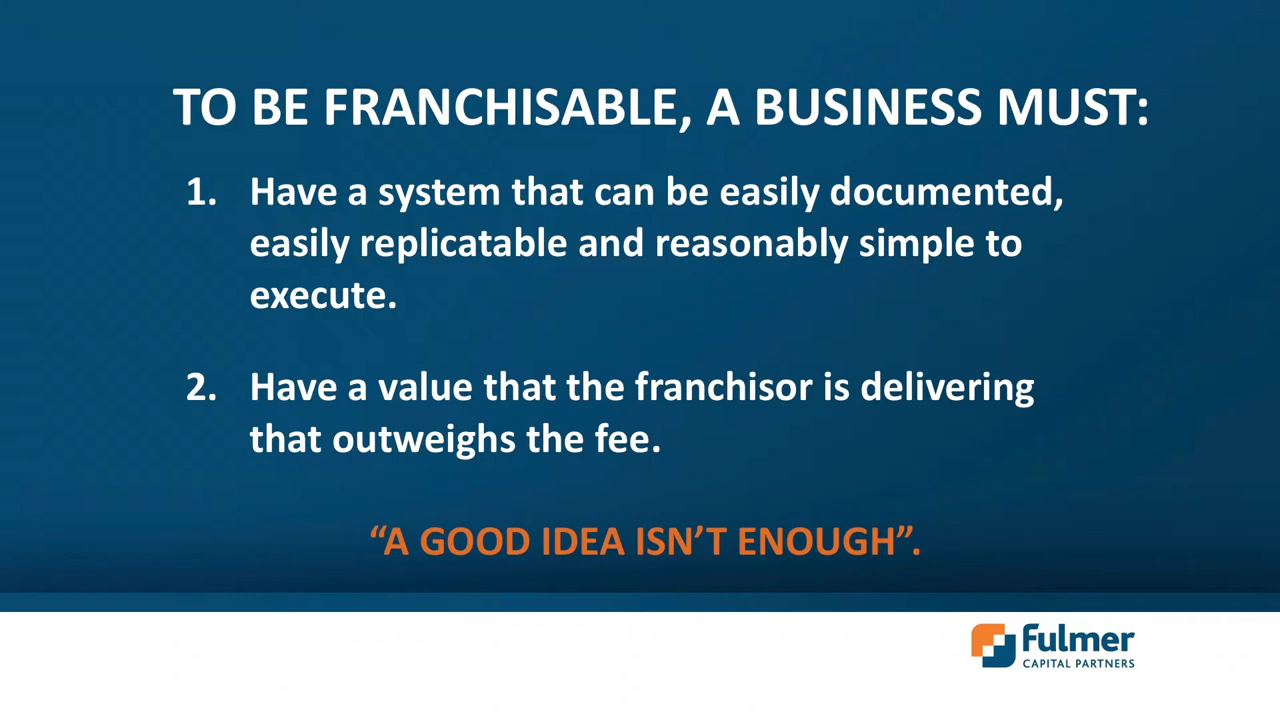 TO BE FRANCHISABLE, A BUSINESS MUST:
1. Have a system that can be easily documented,
easily replicatable and reasonably simple to
execute.
2. Have a value that the franchisor is delivering
that outweighs the fee.
“A GOOD IDEA ISN’T ENOUGH”.
Fulmer
CAPITAL PARTNERS